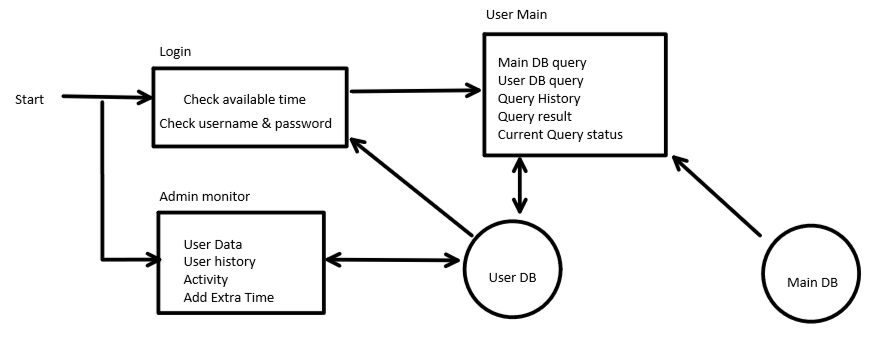 User Main
Login
Main DB query
User DB query
Query History
Query result
Current Query status
Start
Check available time
Check username & password
Admin monitor
User Data
User history
Activity
Add Extra Time
User DB
Main DB